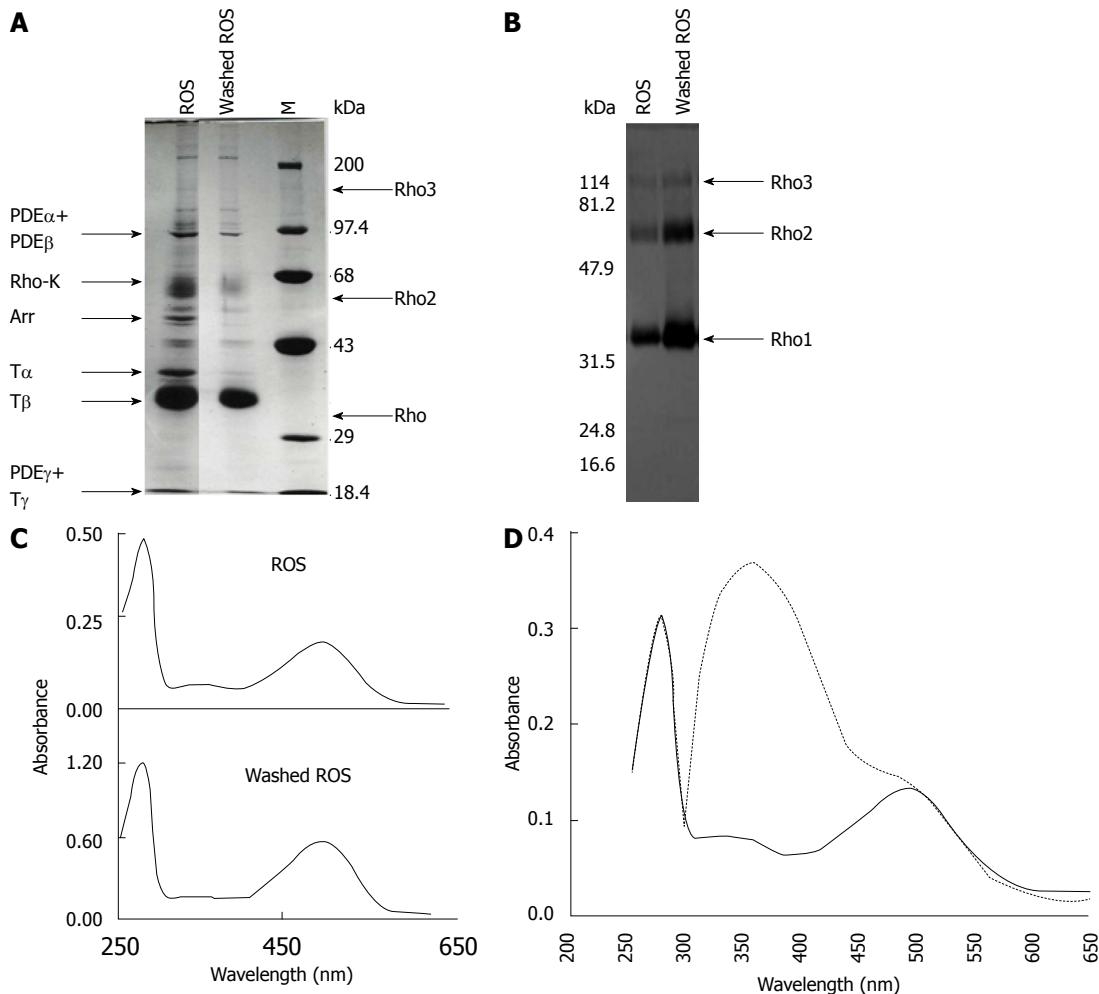 A
ROS
Washed ROS
M
kDa
200
97.4
68
43
29
18.4
PDEα+
PDEβ
Rho-K
Arr
Tα
Tβ
PDEγ+
Tγ
Rho3
Rho2
Rho
B
ROS
Washed ROS
kDa
114
81.2
47.9
31.5
24.8
16.6
Rho3
Rho2
Rho1
C
0.50
0.25
0.00
ROS
Absorbance
1.20
0.60
0.00
Washed ROS
250
450
650
Wavelength (nm)
D
0.4
0.3
0.2
0.1
0.0
Absorbance
200
250
300
350
400
450
500
550
600
650
Wavelength (nm)